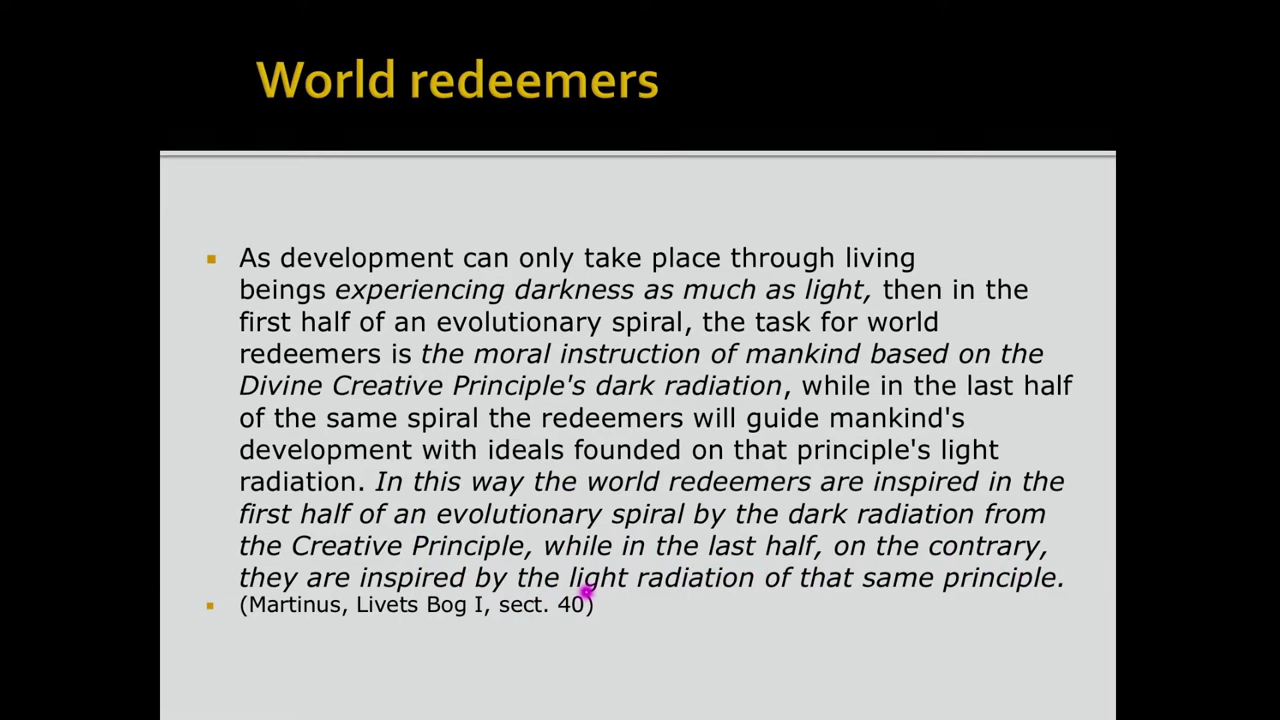 World redeemers
As development can only take place through living
beings experiencing darkness as much as light, then in the
first half of an evolutionary spiral, the task for world
redeemers is the moral instruction of mankind based on the
Divine Creative Principle's dark radiation, while in the last half
of the same spiral the redeemers will guide mankind's
development with ideals founded on that principle's light
radiation. In this way the world redeemers are inspired in the
first half of an evolutionary spiral by the dark radiation from
the Creative Principle, while in the last half, on the contrary,
they are inspired by the light radiation of that same principle.
(Martinus, Livets Bog I, sect. 40)